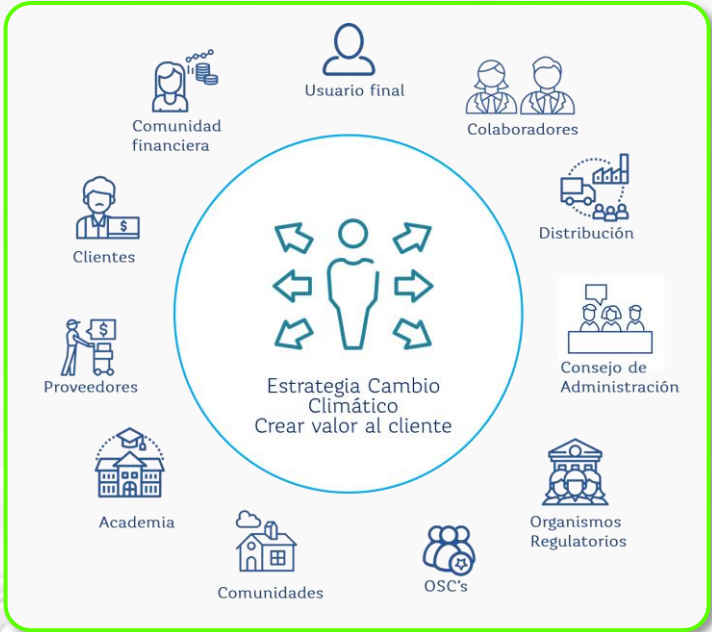 Usuario final
Colaboradores
Distribución
Consejo de
Administración
Organismos
Regulatorios
OSC's
Comunidades
Academia
Proveedores
$
Clientes
$
Comunidad
financiera
Estrategia Cambio
Climático
Crear valor al cliente